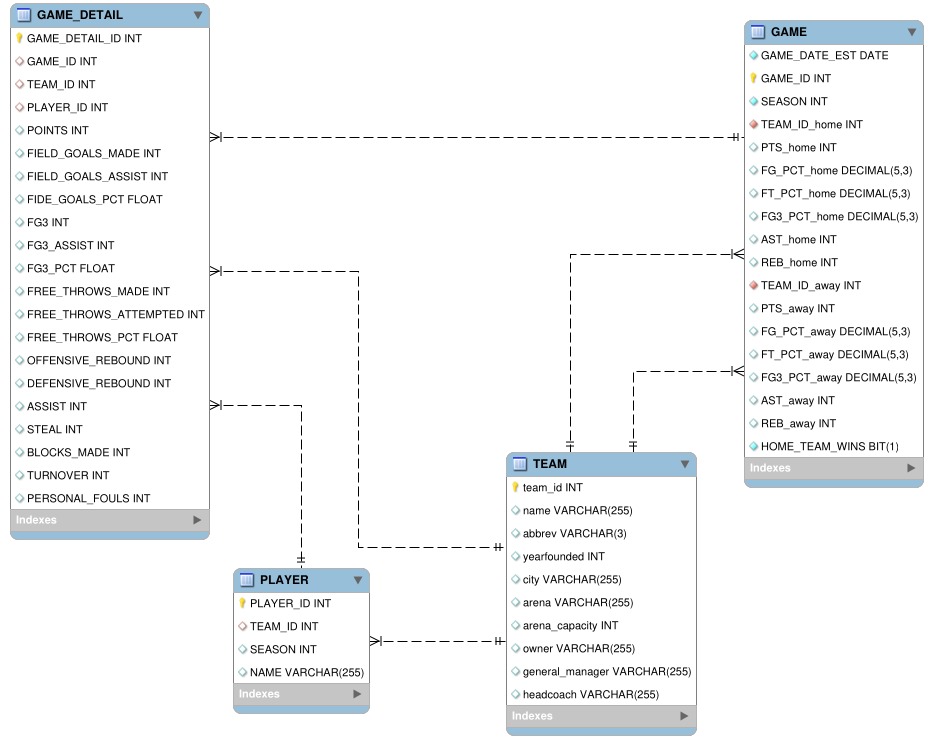 GAME_DETAIL
GAME_DETAIL_ID INT
GAME_ID INT
TEAM_ID INT
PLAYER_ID INT
POINTS INT
FIELD_GOALS_MADE INT
FIELD_GOALS_ASSIST INT
FIDE_GOALS_PCT FLOAT
FG3 INT
FG3_ASSIST INT
FG3_PCT FLOAT
FREE_THROWS_MADE INT
FREE_THROWS_ATTEMPTED INT
FREE_THROWS_PCT FLOAT
OFFENSIVE_REBOUND INT
DEFENSIVE_REBOUND INT
ASSIST INT
STEAL INT
BLOCKS_MADE INT
TURNOVER INT
PERSONAL_FOULS INT
Indexes
GAME
GAME_DATE_EST DATE
GAME_ID INT
SEASON INT
TEAM_ID_home INT
PTS_home INT
FG_PCT_home DECIMAL(5,3)
FT_PCT_home DECIMAL(5,3)
FG3_PCT_home DECIMAL(5,3)
AST_home INT
REB_home INT
TEAM_ID_away INT
PTS_away INT
FG_PCT_away DECIMAL(5,3)
FT_PCT_away DECIMAL(5,3)
FG3_PCT_away DECIMAL(5,3)
AST_away INT
REB_away INT
HOME_TEAM_WINS BIT(1)
Indexes
PLAYER
PLAYER_ID INT
TEAM_ID INT
SEASON INT
NAME VARCHAR(255)
Indexes
TEAM
team_id INT
name VARCHAR(255)
abbrev VARCHAR(3)
yearfounded INT
city VARCHAR(255)
arena VARCHAR(255)
arena_capacity INT
owner VARCHAR(255)
general_manager VARCHAR(255)
headcoach VARCHAR(255)
Indexes